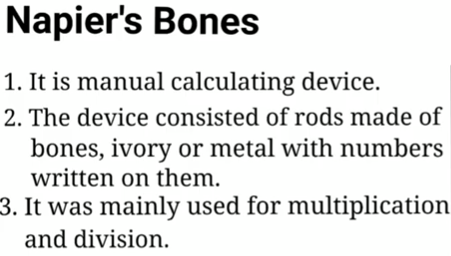 Napier's Bones
1. It is manual calculating device.
2. The device consisted of rods made of
bones, ivory or metal with numbers
written on them.
3. It was mainly used for multiplication
and division.